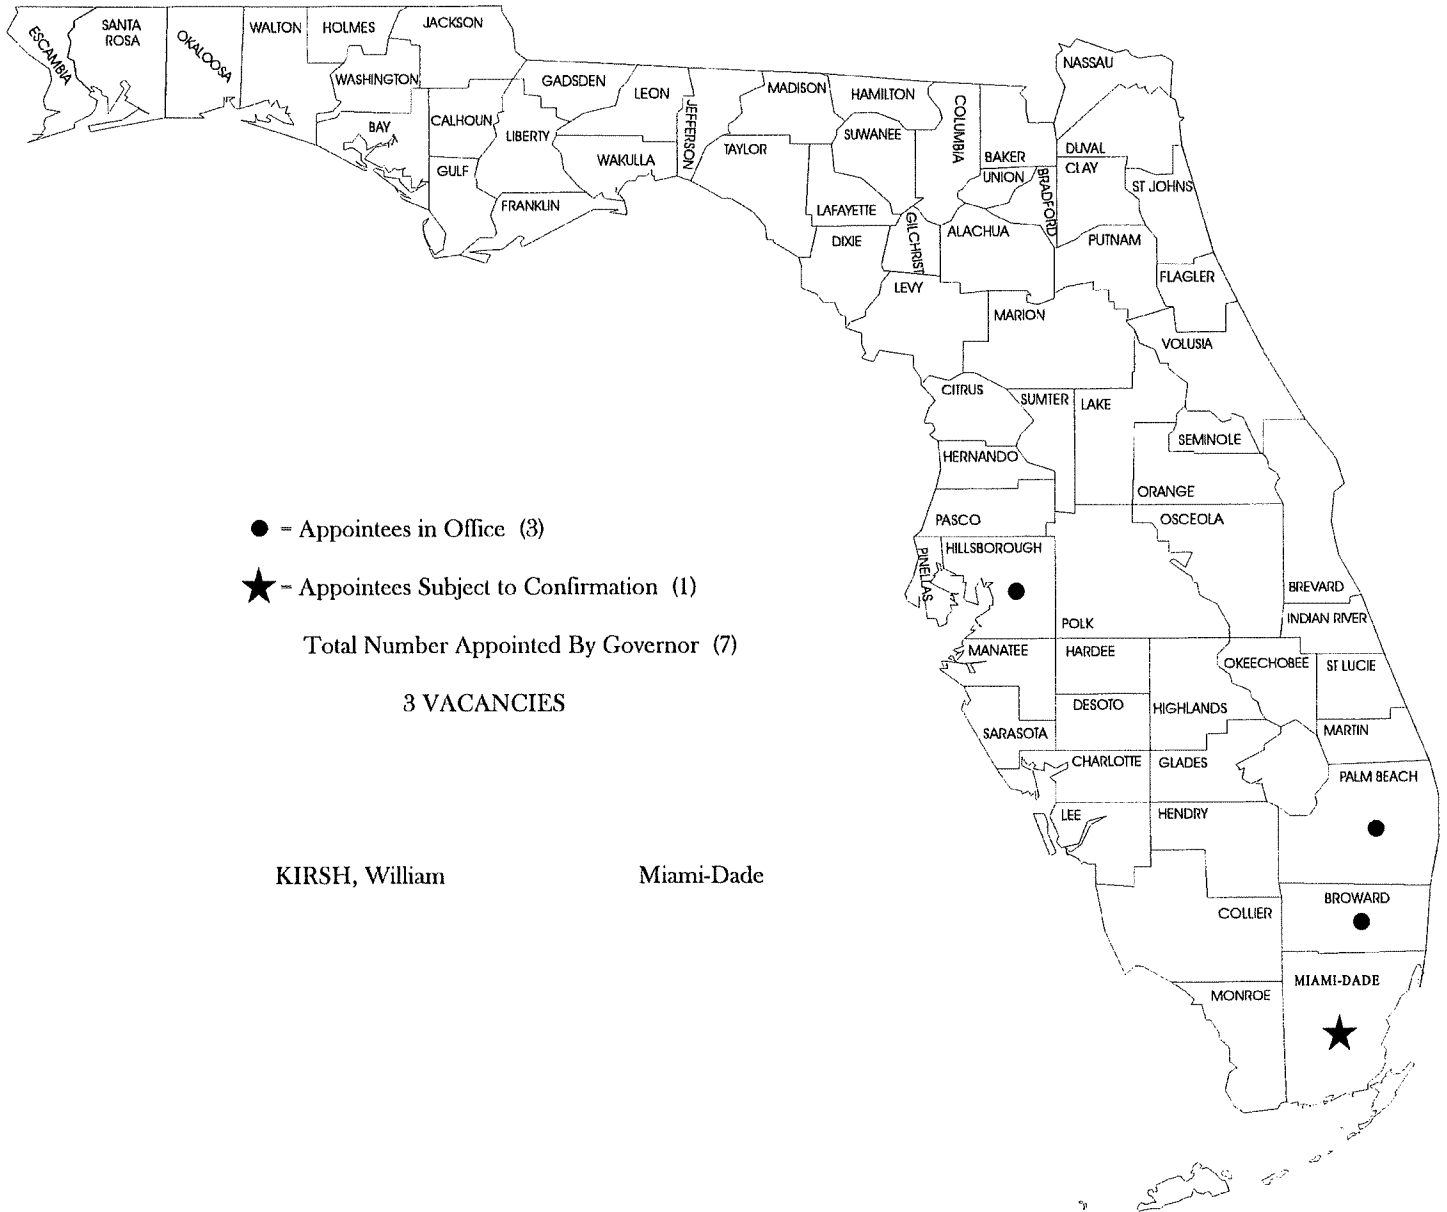 ESCAMBIA
SANTA
ROSA
OKALOOSA
WALTON
HOLMES
JACKSON
WASHINGTON
BAY
CALHOUN
GULF
GADSDEN
LIBERTY
FRANKLIN
LEON
WAKULLA
JEFFERSON
MADISON
TAYLOR
HAMILTON
SUWANEE
LAFAYETTE
DIXIE
COLUMBIA
GILCHRIST
LEVY
BAKER
UNION
BRADFORD
ALACHUA
NASSAU
DUVAL
CLAY
ST JOHNS
PUTNAM
FLAGLER
MARION
VOLUSIA
CITRUS
SUMTER
LAKE
SEMINOLE
HERNANDO
ORANGE
PASCO
OSCEOLA
HILLSBOROUGH
PINELLAS
POLK
BREVARD
INDIAN RIVER
MANATEE
HARDEE
OKEECHOBEE
ST LUCIE
DESOTO
HIGHLANDS
SARASOTA
MARTIN
CHARLOTTE
GLADES
PALM BEACH
LEE
HENDRY
BROWARD
COLLIER
MIAMI-DADE
MONROE
= Appointees in Office (3)
= Appointees Subject to Confirmation (1)
Total Number Appointed By Governor (7)
3 VACANCIES
KIRSH, William Miami-Dade